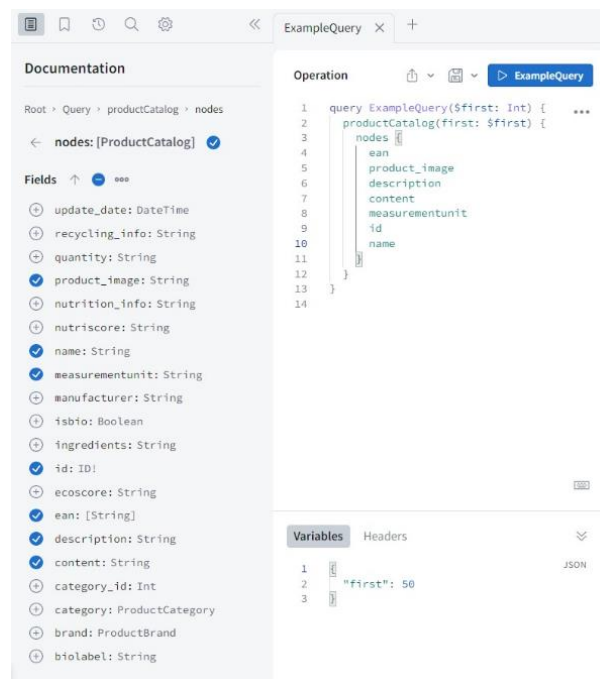 ExampleQuery
Documentation
Root > Query > productCatalog > nodes
nodes: [ProductCatalog]
Fields
update_date: DateTime
recycling_info: String
quantity: String
product_image: String
nutrition_info: String
nutriscore: String
name: String
measurementunit: String
manufacturer: String
isbio: Boolean
ingredients: String
id: ID!
ecoscore: String
ean: [String]
description: String
content: String
category_id: Int
category: ProductCategory
brand: ProductBrand
biolabel: String
Operation
ExampleQuery
1 query ExampleQuery($first: Int) {
2 productCatalog(first: $first) {
3 nodes {
4 ean
5 product_image
6 description
7 content
8 measurementunit
9 id
10 name
11 }
12 }
13 }
14
Variables Headers
JSON
1 {
2 "first": 50
3 }